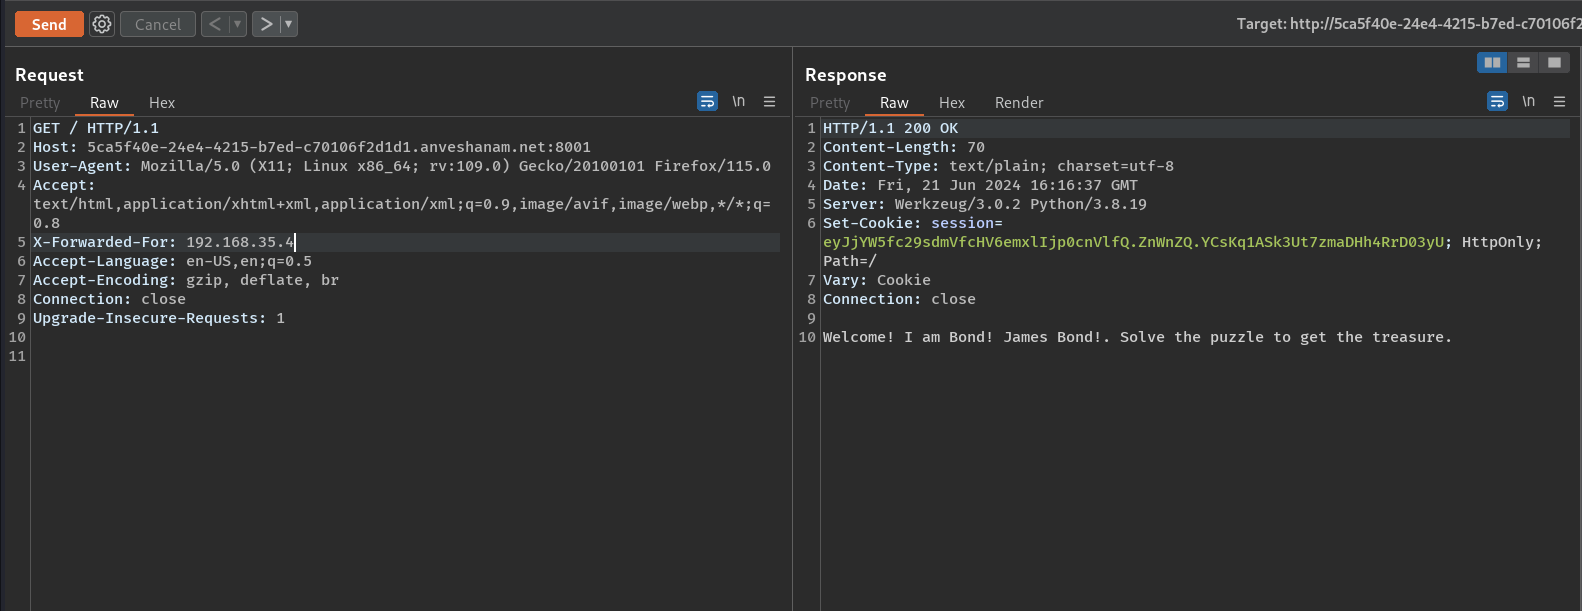 Send
Cancel
Target: http://5ca5f40e-24e4-4215-b7ed-c70106f2
Request
Pretty Raw Hex
\n
1 GET / HTTP/1.1
2 Host: 5ca5f40e-24e4-4215-b7ed-c70106f2d1d1.anveshanam.net:8001
3 User-Agent: Mozilla/5.0 (X11; Linux x86_64; rv:109.0) Gecko/20100101 Firefox/115.0
4 Accept:
text/html,application/xhtml+xml,application/xml;q=0.9,image/avif,image/webp,*/*;q=
0.8
5 X-Forwarded-For: 192.168.35.4
6 Accept-Language: en-US,en;q=0.5
7 Accept-Encoding: gzip, deflate, br
8 Connection: close
9 Upgrade-Insecure-Requests: 1
10
11
Response
Pretty Raw Hex Render
\n
1 HTTP/1.1 200 OK
2 Content-Length: 70
3 Content-Type: text/plain; charset=utf-8
4 Date: Fri, 21 Jun 2024 16:16:37 GMT
5 Server: Werkzeug/3.0.2 Python/3.8.19
6 Set-Cookie: session=
eyJjYW5fc29sdmVfcHV6emxlIjp0cnVlfQ.ZnWnZQ.YCsKq1ASk3Ut7zmaDHh4RrD03yU; HttpOnly;
Path=/
7 Vary: Cookie
8 Connection: close
9
10 Welcome! I am Bond! James Bond!. Solve the puzzle to get the treasure.